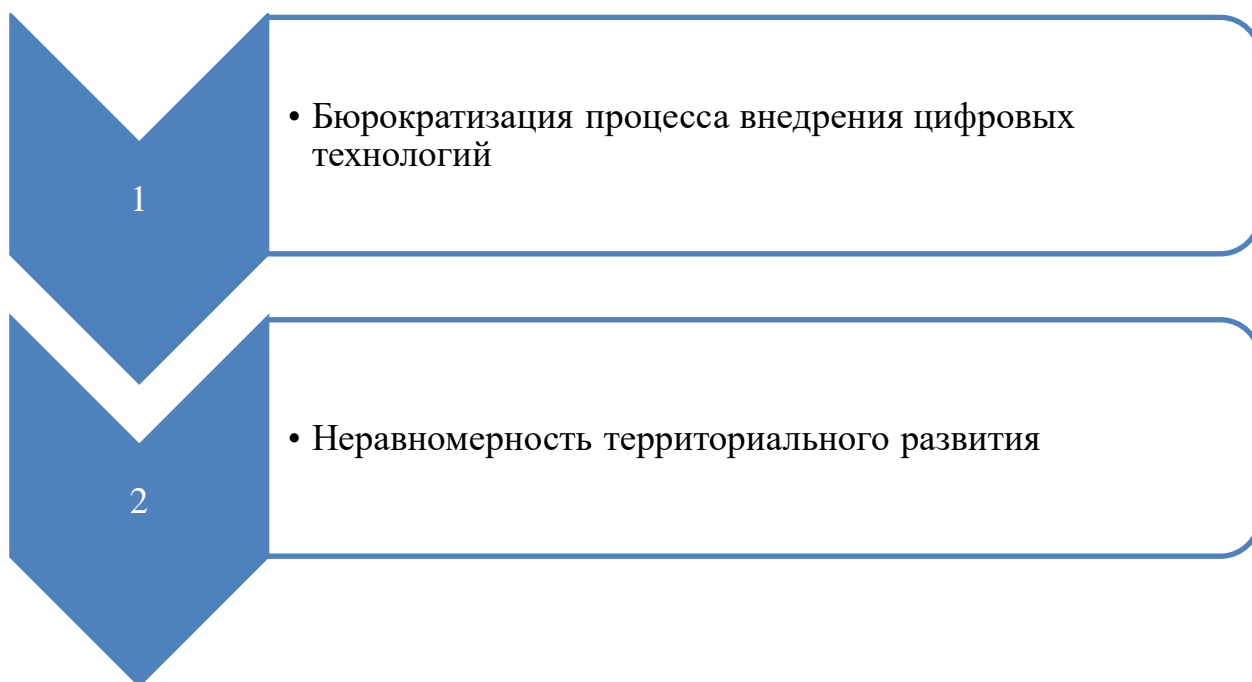 1
• Бюрократизация процесса внедрения цифровых
технологий
2
• Неравномерность территориального развития